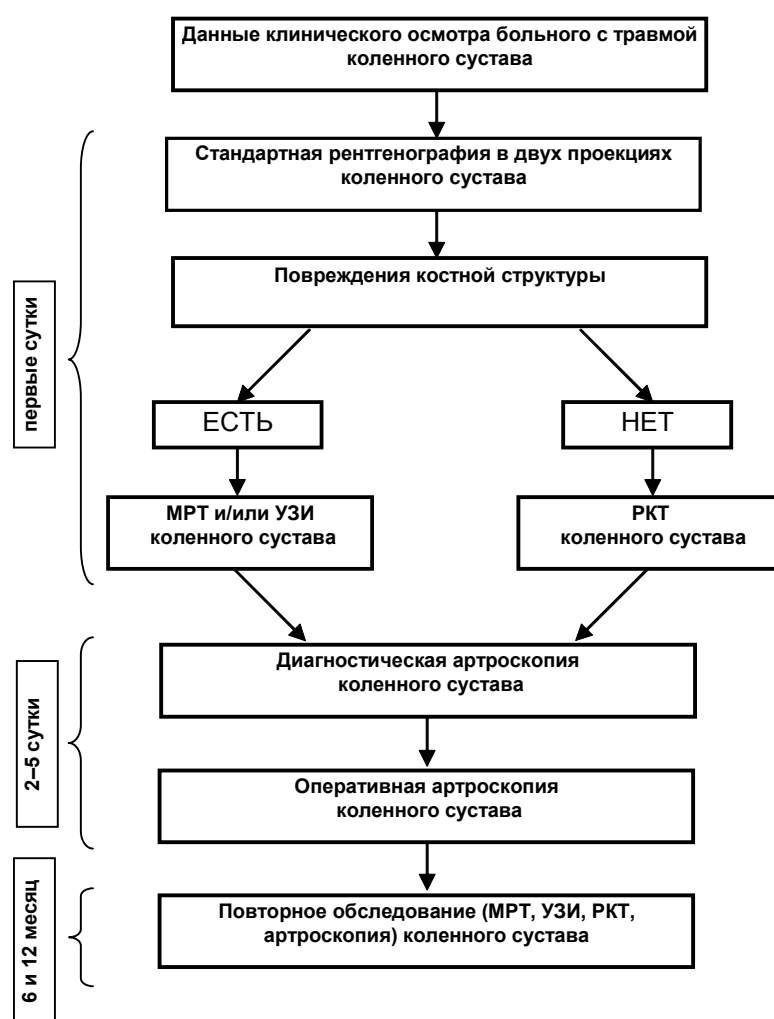 Данные клинического осмотра больного с травмой
коленного сустава
Стандартная рентгенография в двух проекциях
коленного сустава
Повреждения костной структуры
первые сутки
ЕСТЬ
НЕТ
МРТ и/или УЗИ
коленного сустава
РКТ
коленного сустава
Диагностическая артроскопия
коленного сустава
2–5 сутки
Оперативная артроскопия
коленного сустава
6 и 12 месяц
Повторное обследование (МРТ, УЗИ, РКТ,
артроскопия) коленного сустава